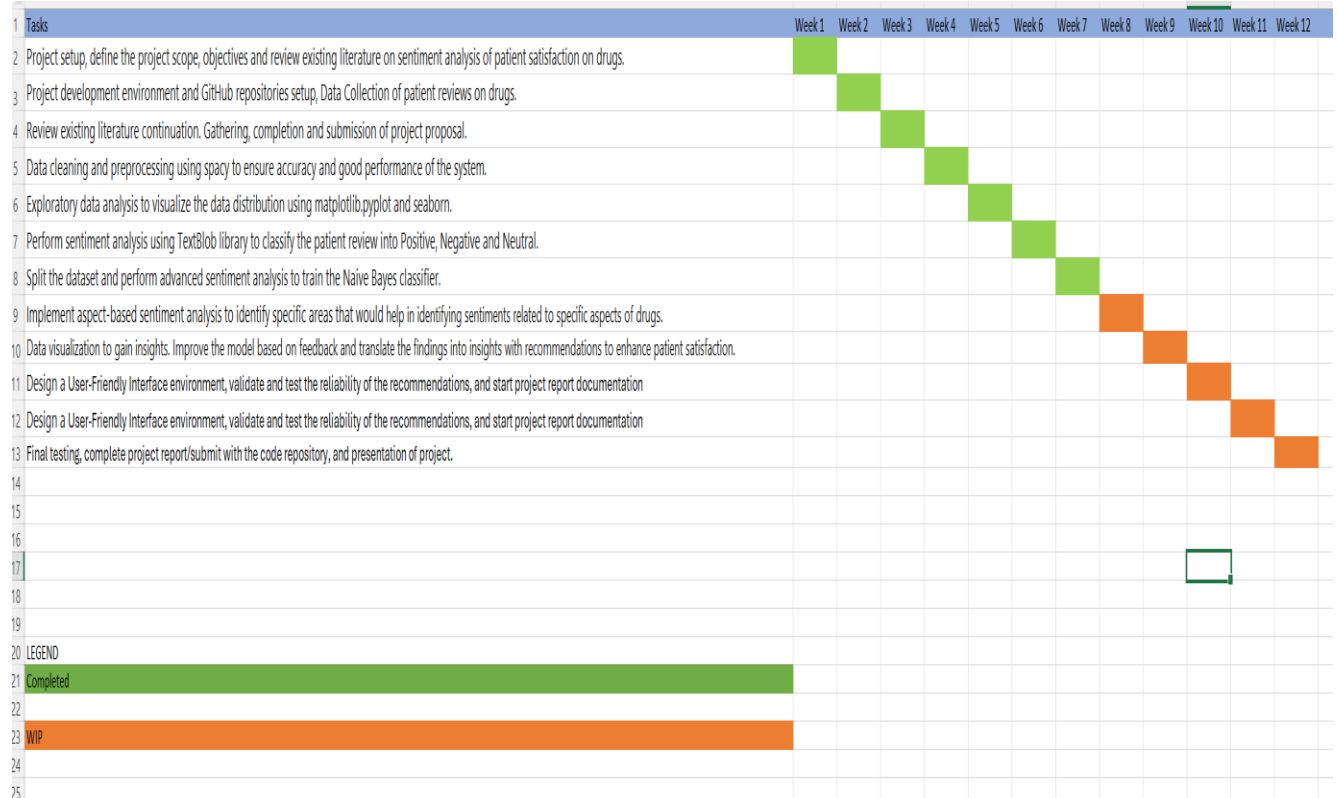 1 Tasks Week 1 Week 2 Week 3 Week 4 Week 5 Week 6 Week 7 Week 8 Week 9 Week 10 Week 11 Week 12
2 Project setup, define the project scope, objectives and review existing literature on sentiment analysis of patient satisfaction on drugs.
3 Project development environment and GitHub repositories setup, Data Collection of patient reviews on drugs.
4 Review existing literature continuation. Gathering, completion and submission of project proposal.
5 Data cleaning and preprocessing using spacy to ensure accuracy and good performance of the system.
6 Exploratory data analysis to visualize the data distribution using matplotlib.pyplot and seaborn.
7 Perform sentiment analysis using TextBlob library to classify the patient review into Positive, Negative and Neutral.
8 Split the dataset and perform advanced sentiment analysis to train the Naive Bayes classifier.
9 Implement aspect-based sentiment analysis to identify specific areas that would help in identifying sentiments related to specific aspects of drugs.
10 Data visualization to gain insights. Improve the model based on feedback and translate the findings into insights with recommendations to enhance patient satisfaction.
11 Design a User-Friendly Interface environment, validate and test the reliability of the recommendations, and start project report documentation
12 Design a User-Friendly Interface environment, validate and test the reliability of the recommendations, and start project report documentation
13 Final testing, complete project report/submit with the code repository, and presentation of project.
14
15
16
17
18
19
20 LEGEND
21 Completed
22
23 WIP
24
25